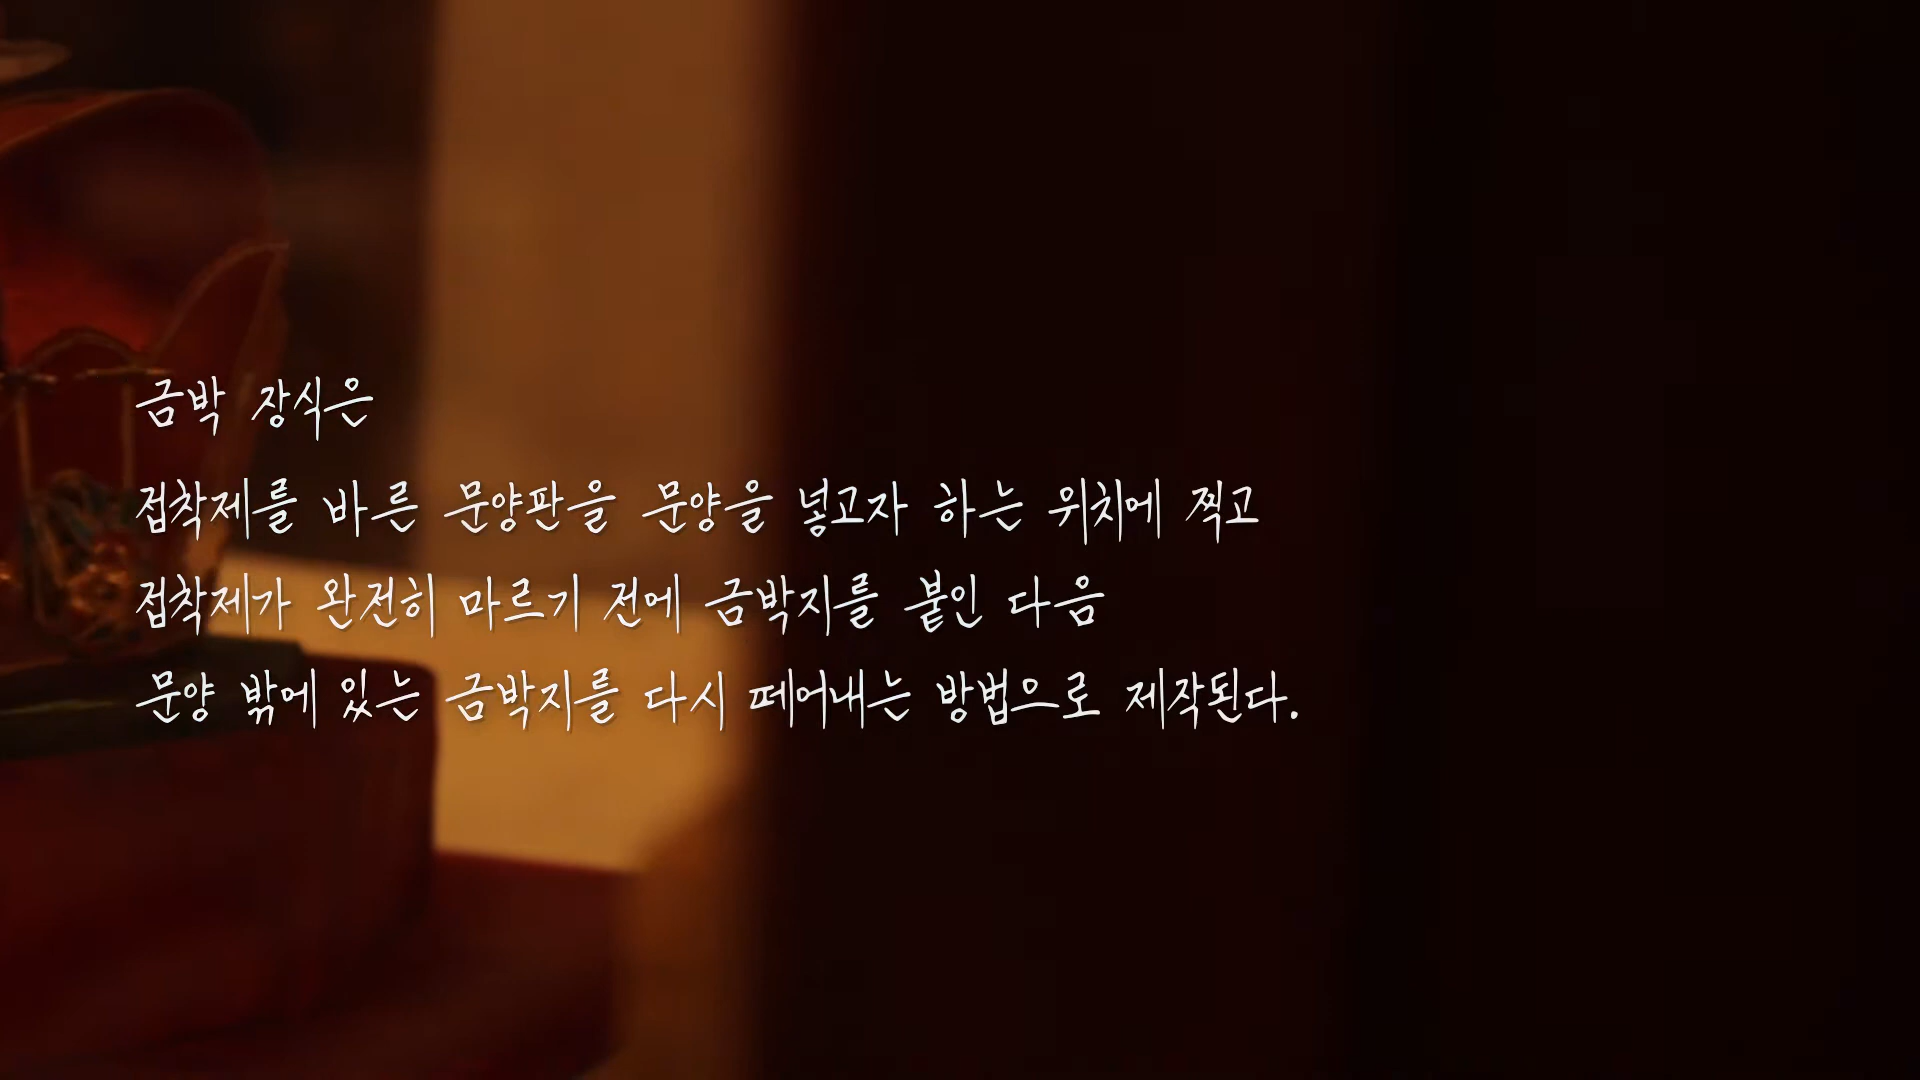 금박 장식은
접착제를 바른 문양판을 문양을 넣고자 하는 위치에 찍고
접착제가 완전히 마르기 전에 금박지를 붙인 다음
문양 밖에 있는 금박지를 다시 떼어내는 방법으로 제작된다.